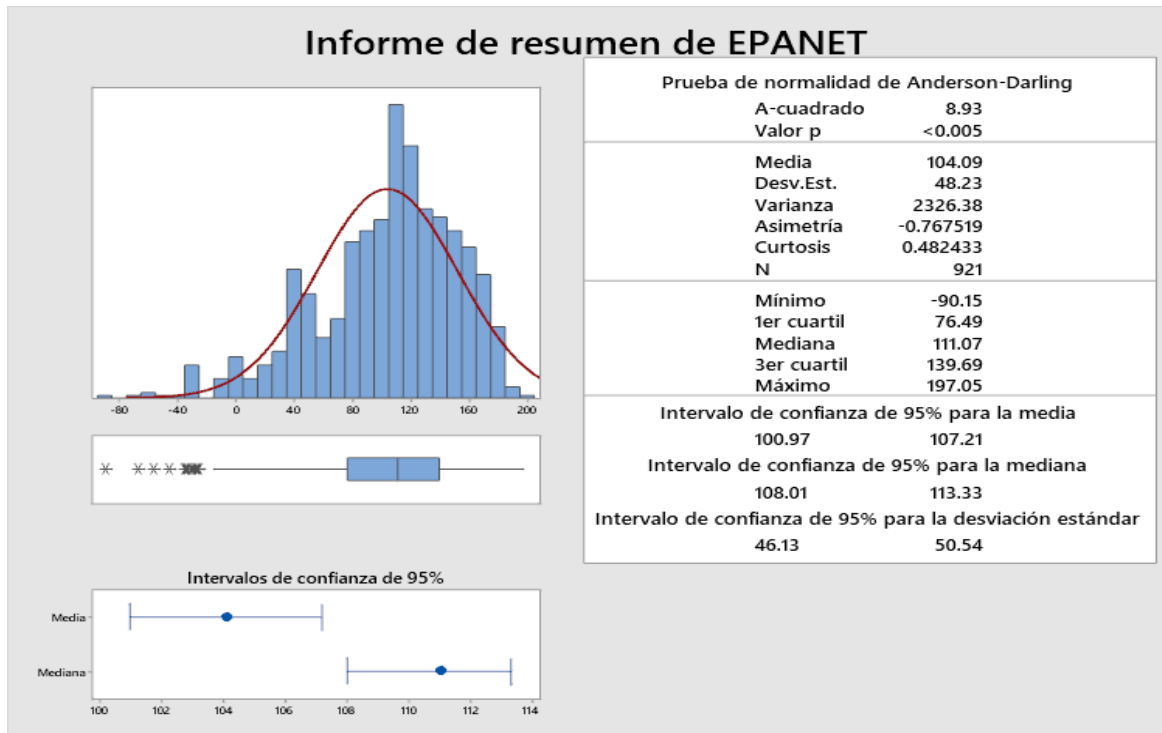 Informe de resumen de EPANET
-80 -40 0 40 80 120 160 200
Intervalos de confianza de 95%
Media
Mediana
100 102 104 106 108 110 112 114
Prueba de normalidad de Anderson-Darling
A-cuadrado 8.93
Valor p <0.005
Media 104.09
Desv.Est. 48.23
Varianza 2326.38
Asimetría -0.767519
Curtosis 0.482433
N 921
Mínimo -90.15
1er cuartil 76.49
Mediana 111.07
3er cuartil 139.69
Máximo 197.05
Intervalo de confianza de 95% para la media
100.97 107.21
Intervalo de confianza de 95% para la mediana
108.01 113.33
Intervalo de confianza de 95% para la desviación estándar
46.13 50.54